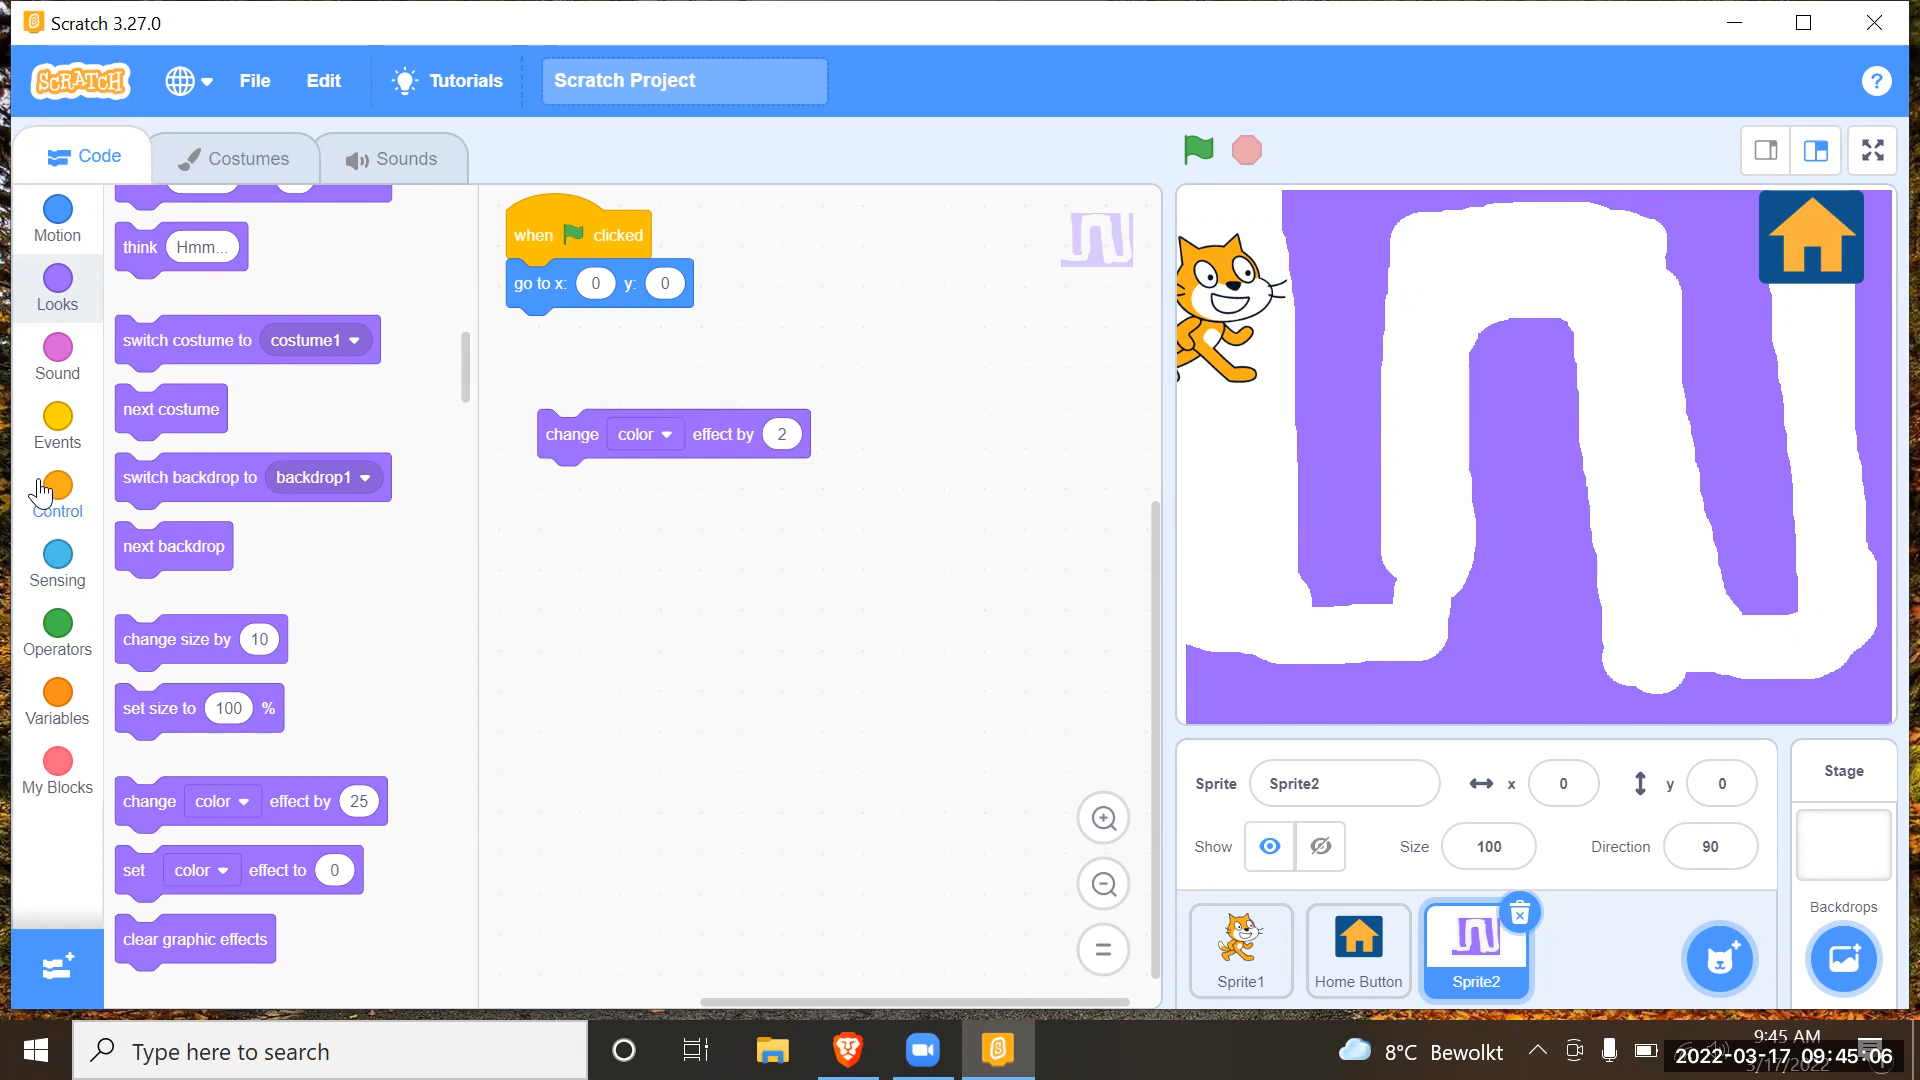 Scratch 3.27.0
SCRATCH
File
Edit
Tutorials
Scratch Project
?
Code
Costumes
Sounds
Motion
Looks
Sound
Events
Control
Sensing
Operators
Variables
My Blocks
think Hmm...
switch costume to costume1
next costume
switch backdrop to backdrop1
next backdrop
change size by 10
set size to 100 %
change color effect by 25
set color effect to 0
clear graphic effects
when clicked
go to x: 0 y: 0
change color effect by 2
Sprite Sprite2 x 0 y 0
Show Size 100 Direction 90
Sprite1
Home Button
Sprite2
Stage
Backdrops
Type here to search
8°C Bewolkt
9:45 AM
3/17/2022
2022-03-17 09:45:06